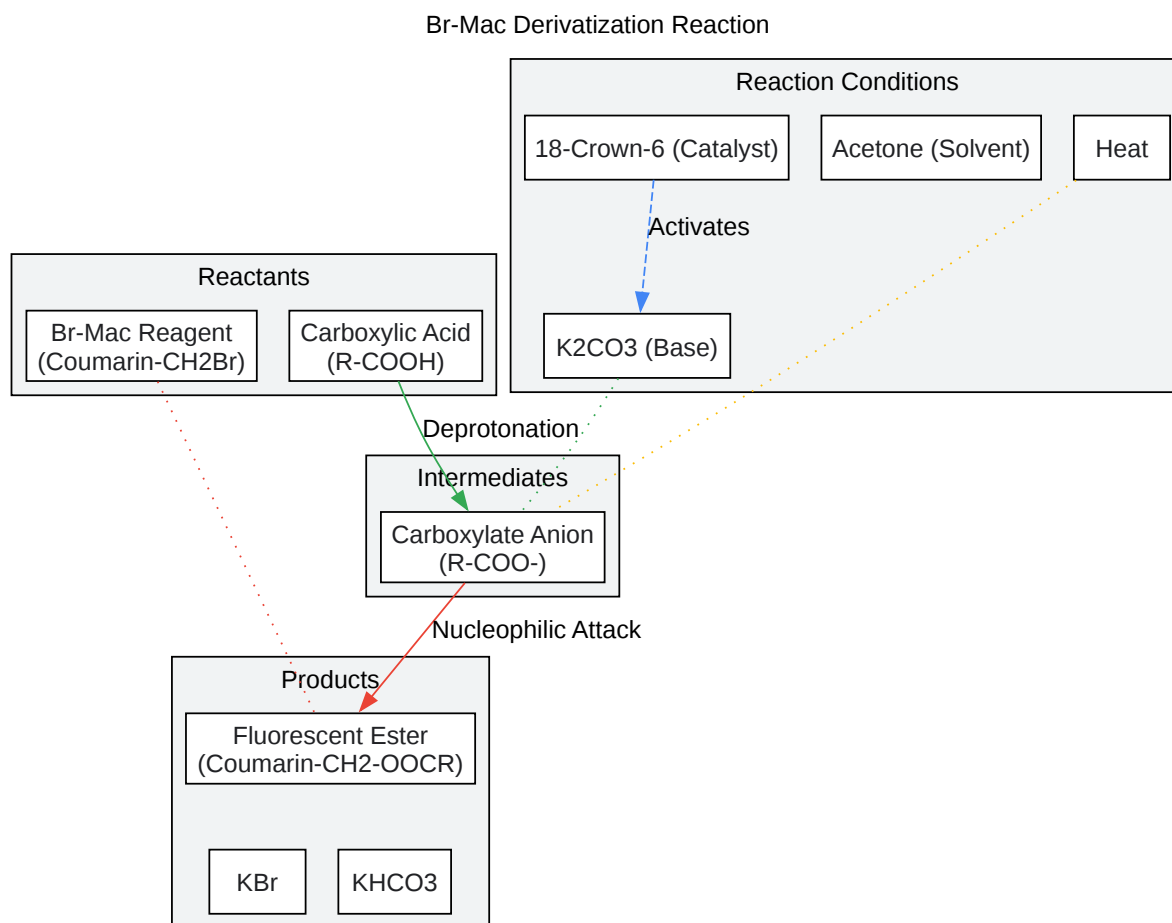 Br-Mac Derivatization Reaction
Reaction Conditions
18-Crown-6 (Catalyst)
Acetone (Solvent)
Heat
Activates
Reactants
Br-Mac Reagent
(Coumarin-CH2Br)
Carboxylic Acid
(R-COOH)
K2CO3 (Base)
Deprotonation
Intermediates
Carboxylate Anion
(R-COO-)
Nucleophilic Attack
Products
Fluorescent Ester
(Coumarin-CH2-OOCR)
KBr
KHCO3